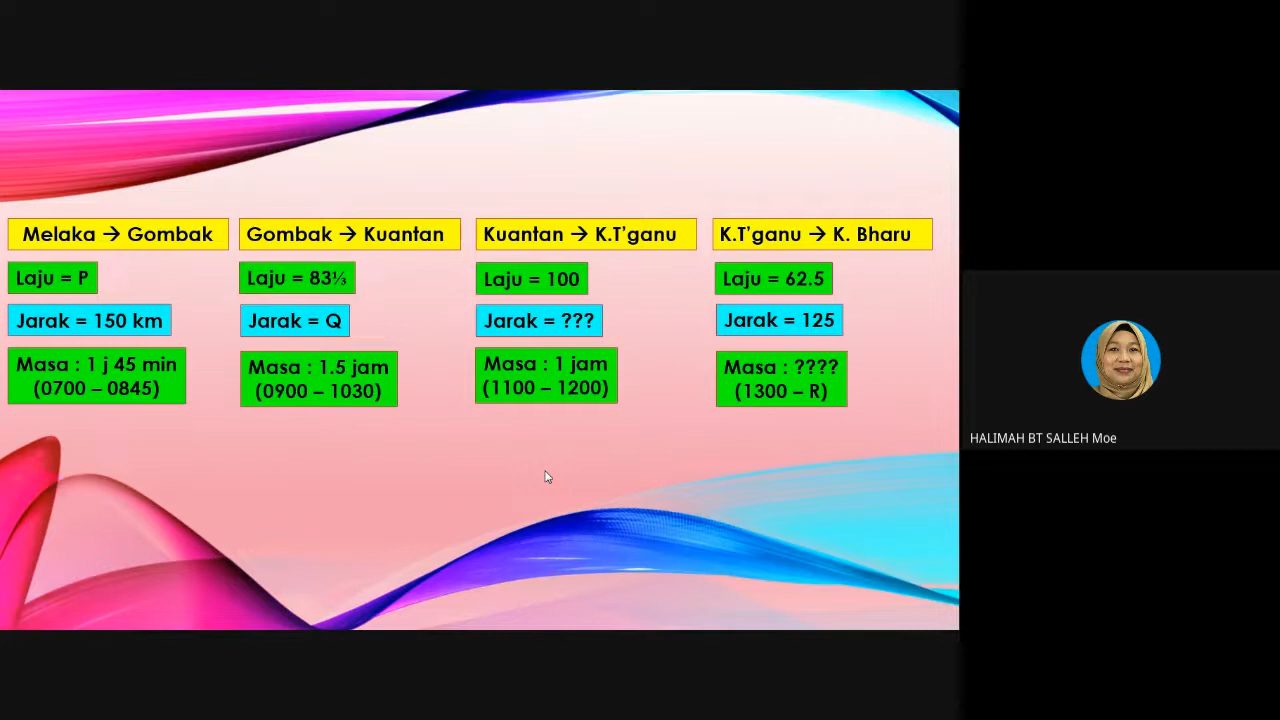 Melaka → Gombak
Laju = P
Jarak = 150 km
Masa : 1 j 45 min
(0700 – 0845)
Gombak → Kuantan
Laju = 83⅓
Jarak = Q
Masa : 1.5 jam
(0900 – 1030)
Kuantan → K.T’ganu
Laju = 100
Jarak = ???
Masa : 1 jam
(1100 – 1200)
K.T’ganu → K. Bharu
Laju = 62.5
Jarak = 125
Masa : ????
(1300 – R)
HALIMAH BT SALLEH Moe